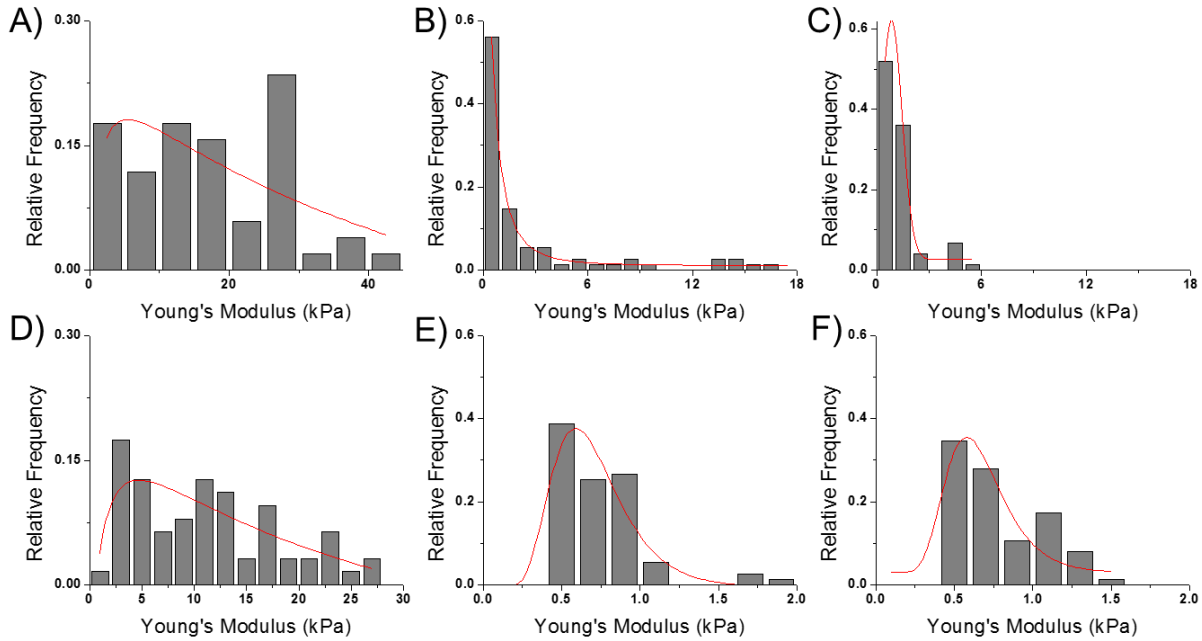 A)
0.30
0.15
0.00
Relative Frequency
0 20 40
Young's Modulus (kPa)
B)
0.6
0.4
0.2
0.0
Relative Frequency
0 6 12 18
Young's Modulus (kPa)
C)
0.6
0.4
0.2
0.0
Relative Frequency
0 6 12 18
Young's Modulus (kPa)
D)
0.30
0.15
0.00
Relative Frequency
0 5 10 15 20 25 30
Young's Modulus (kPa)
E)
0.6
0.4
0.2
0.0
Relative Frequency
0.0 0.5 1.0 1.5 2.0
Young's Modulus (kPa)
F)
0.6
0.4
0.2
0.0
Relative Frequency
0.0 0.5 1.0 1.5 2.0
Young's Modulus (kPa)